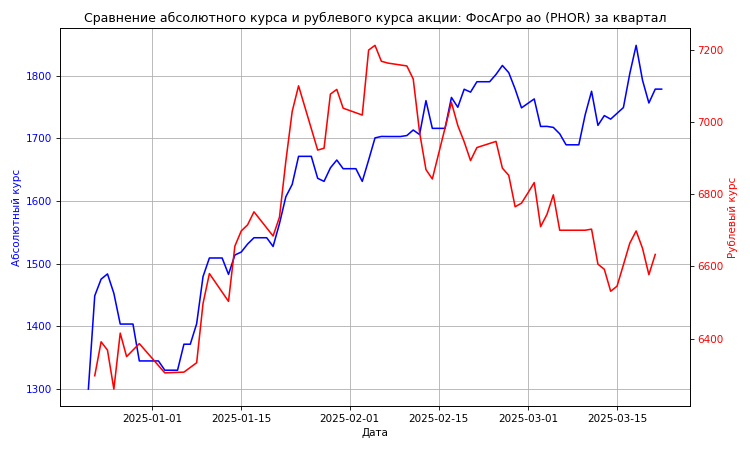 Сравнение абсолютного курса и рублевого курса акции: ФосАгро ао (PHOR) за квартал
1800
1700
1600
1500
1400
1300
Абсолютный курс
7200
7000
6800
6600
6400
Рублевый курс
2025-01-01 2025-01-15 2025-02-01 2025-02-15 2025-03-01 2025-03-15
Дата